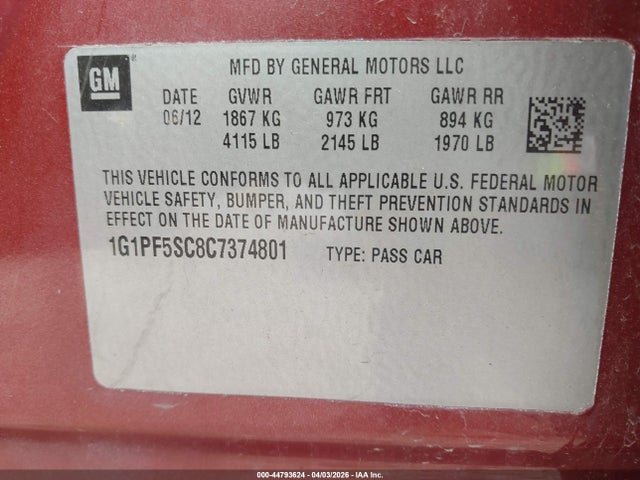 GM MFD BY GENERAL MOTORS LLC
DATE GVWR GAWR FRT GAWR RR
06/12 1867 KG 973 KG 894 KG
4115 LB 2145 LB 1970 LB
THIS VEHICLE CONFORMS TO ALL APPLICABLE U.S. FEDERAL MOTOR
VEHICLE SAFETY, BUMPER, AND THEFT PREVENTION STANDARDS IN
EFFECT ON THE DATE OF MANUFACTURE SHOWN ABOVE.
1G1PF5SC8C7374801 TYPE: PASS CAR
000-44793624 - 04/03/2026 - IAA Inc.